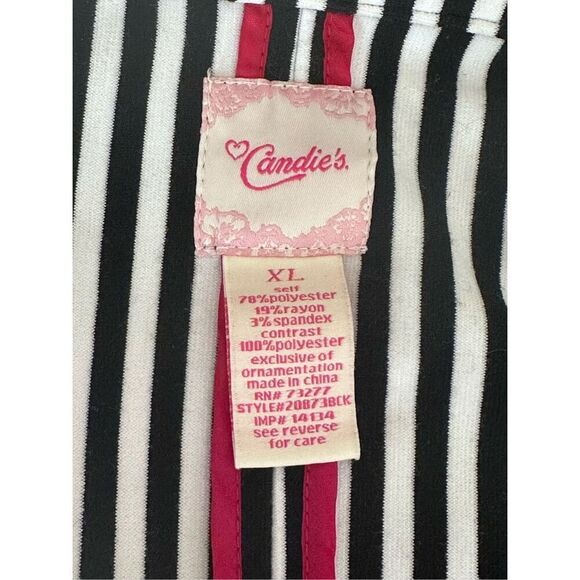 Candie's.
XL
self
78%polyester
19%rayon
3%spandex
contrast
100%polyester
exclusive of
ornamentation
made in china
RN# 73277
STYLE#20873BCK
IMP# 14134
see reverse
for care